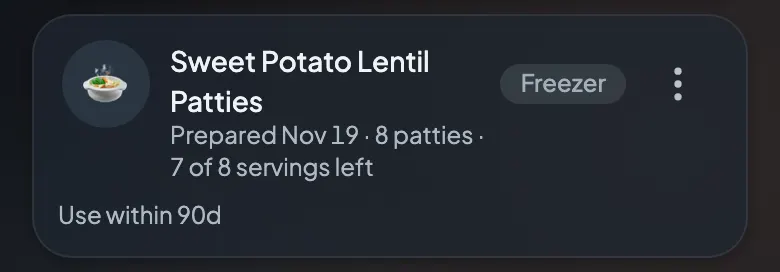 Sweet Potato Lentil
Patties
Freezer
Prepared Nov 19 · 8 patties ·
7 of 8 servings left
Use within 90d